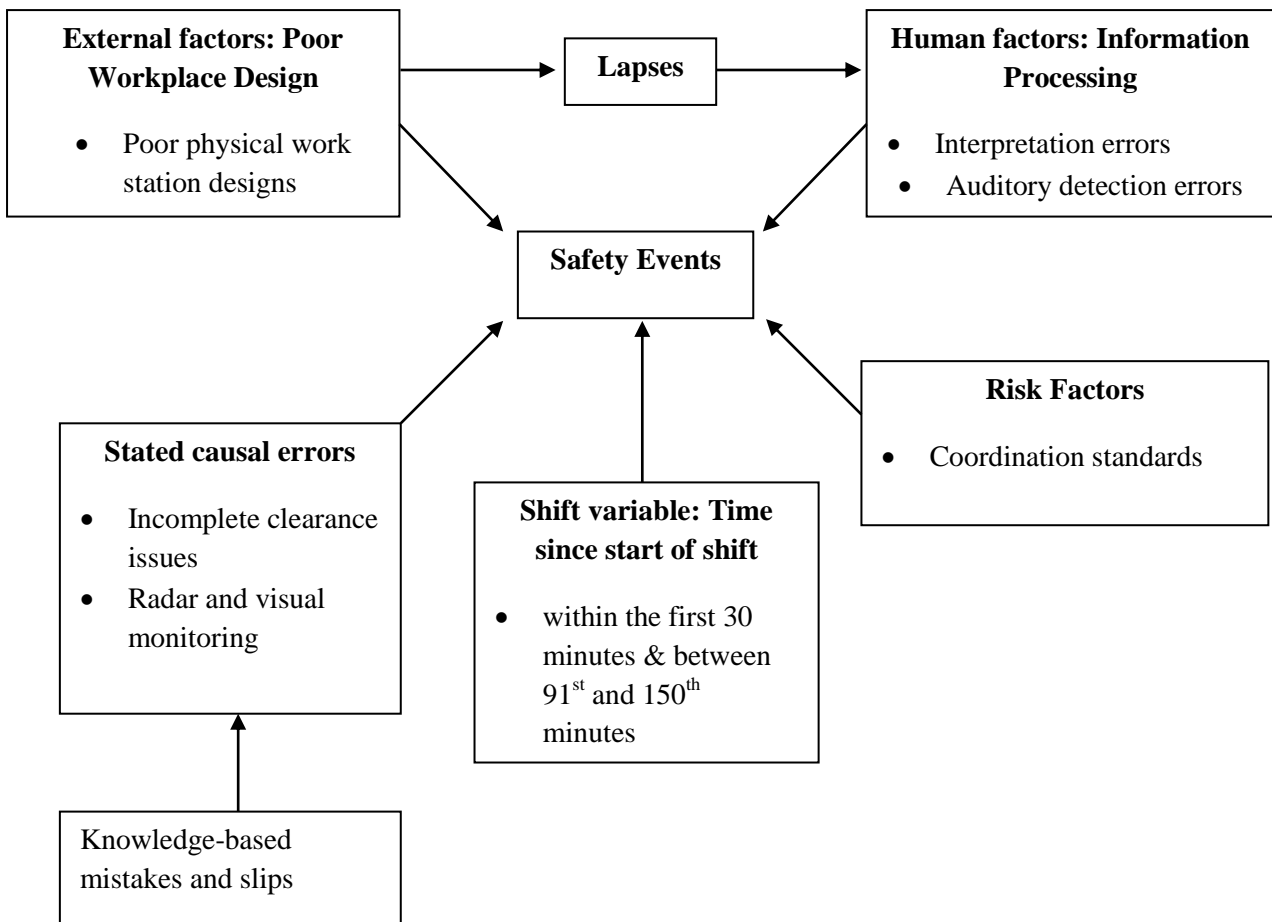 External factors: Poor
Workplace Design
• Poor physical work
station designs
Lapses
Human factors: Information
Processing
• Interpretation errors
• Auditory detection errors
Safety Events
Stated causal errors
• Incomplete clearance
issues
• Radar and visual
monitoring
Shift variable: Time
since start of shift
• within the first 30
minutes & between
91st and 150th
minutes
Risk Factors
• Coordination standards
Knowledge-based
mistakes and slips